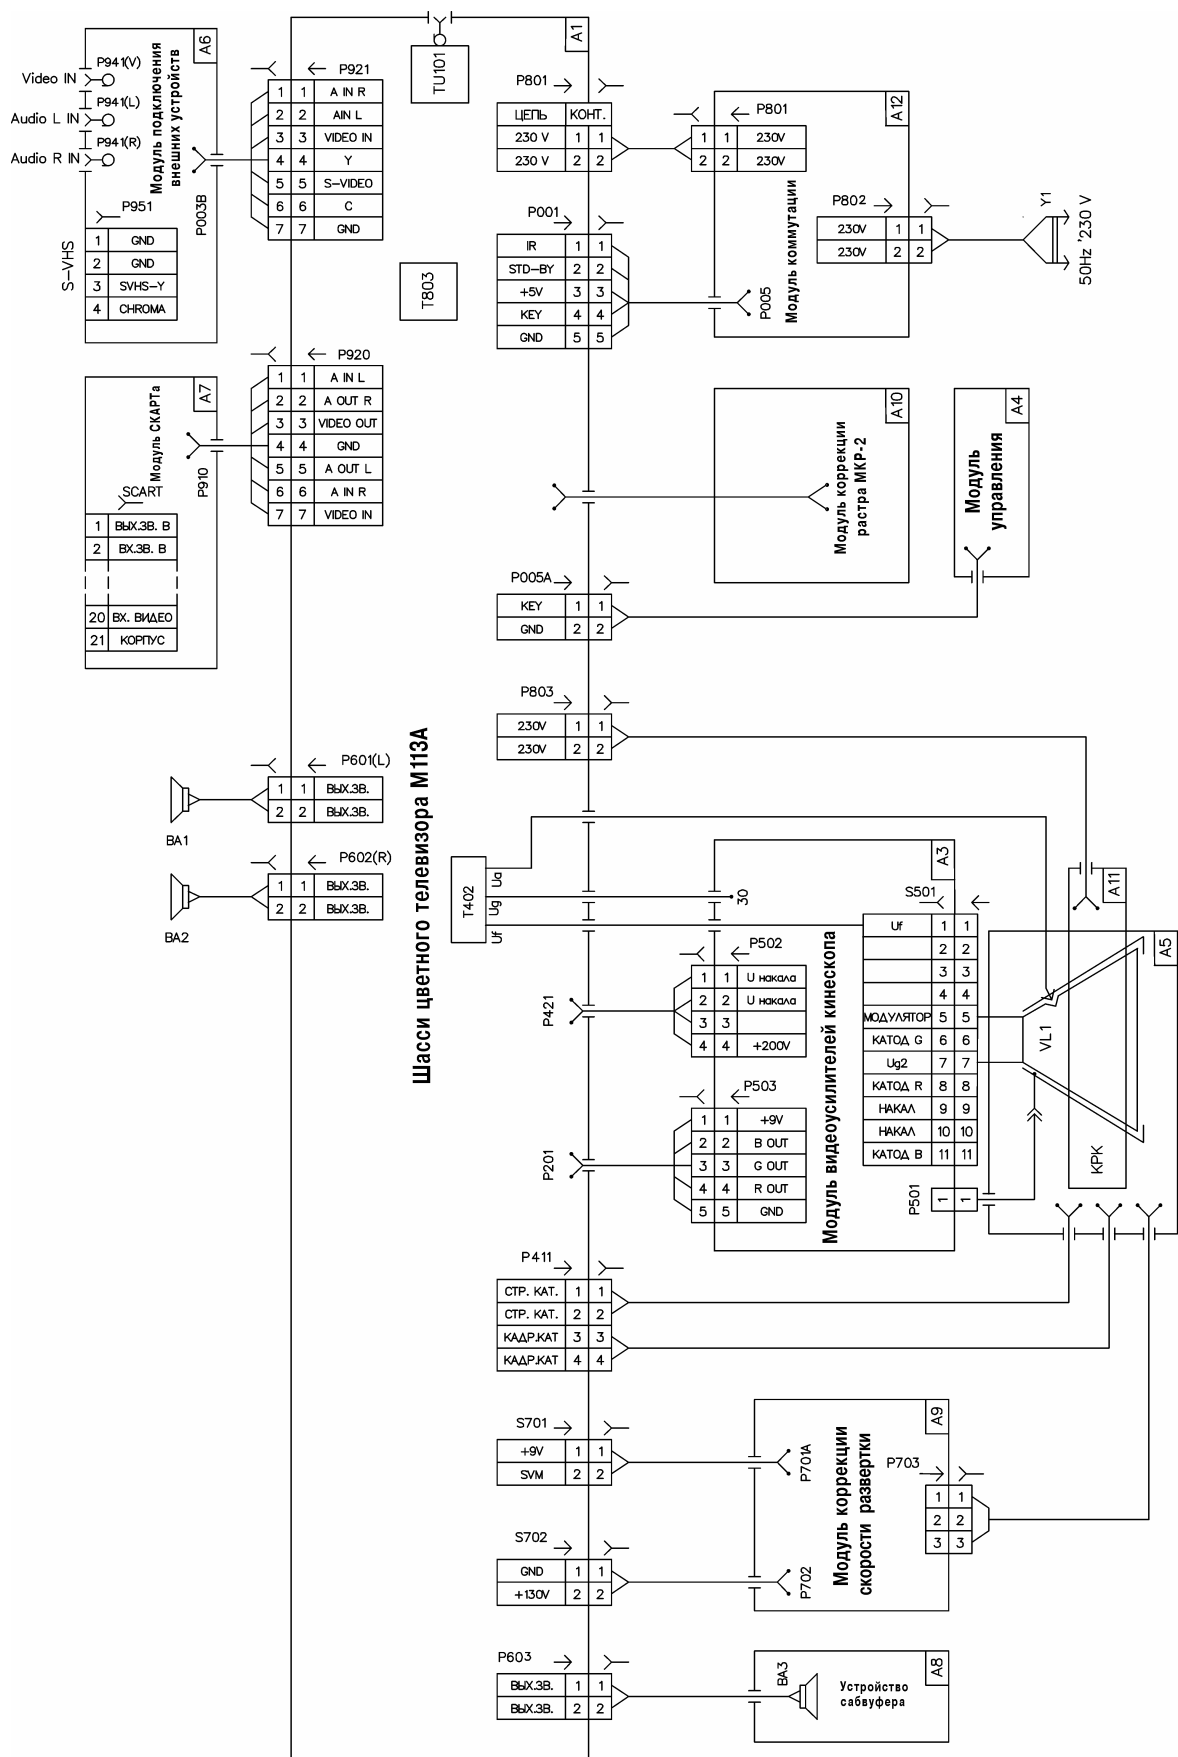 A6
P941(V)
Video IN
P941(L)
Audio L IN
P941(R)
Audio R IN
Модуль подключения
внешних устройств
P003B
P951
S-VHS
1 GND
2 GND
3 SVHS-Y
4 CHROMA
P921
1 1 A IN R
2 2 AIN L
3 3 VIDEO IN
4 4 Y
5 5 S-VIDEO
6 6 C
7 7 GND
TU101
T803
A1
A7
Модуль СКАРТа
P910
SCART
1 ВЫХ.ЗВ. В
2 ВХ.ЗВ. В
20 ВХ. ВИДЕО
21 КОРПУС
P920
1 1 A IN L
2 2 A OUT R
3 3 VIDEO OUT
4 4 GND
5 5 A OUT L
6 6 A IN R
7 7 VIDEO IN
P601(L)
1 1 ВЫХ.ЗВ.
2 2 ВЫХ.ЗВ.
BA1
P602(R)
1 1 ВЫХ.ЗВ.
2 2 ВЫХ.ЗВ.
BA2
Шасси цветного телевизора М113А
P801
ЦЕПЬ КОНТ.
230 V 1 1
230 V 2 2
P001
IR 1 1
STD-BY 2 2
+5V 3 3
KEY 4 4
GND 5 5
A12
P801
1 1 230V
2 2 230V
P802
230V 1 1
230V 2 2
Модуль коммутации
P005
Y1
50Hz ~230 V
A10
Модуль коррекции
растра МКР-2
A4
Модуль
управления
P005A
KEY 1 1
GND 2 2
P803
230V 1 1
230V 2 2
T402
Ua
Ug
Uf
30
A3
Модуль видеоусилителей кинескопа
S501
Uf 1 1
2 2
3 3
4 4
МОДУЛЯТОР 5 5
КАТОД G 6 6
Ug2 7 7
КАТОД R 8 8
НАКАЛ 9 9
НАКАЛ 10 10
КАТОД B 11 11
P501
1 1
P421
P502
1 1 U накала
2 2 U накала
3 3
4 4 +200V
P201
P503
1 1 +9V
2 2 B OUT
3 3 G OUT
4 4 R OUT
5 5 GND
A11
A5
VL1
КРК
P411
СТР. КАТ. 1 1
СТР. КАТ. 2 2
КАДР.КАТ 3 3
КАДР.КАТ 4 4
S701
+9V 1 1
SVM 2 2
S702
GND 1 1
+130V 2 2
A9
P701A
P702
Модуль коррекции
скорости развертки
P703
1 1
2 2
3 3
P603
ВЫХ.ЗВ. 1 1
ВЫХ.ЗВ. 2 2
BA3
Устройство
сабвуфера
A8